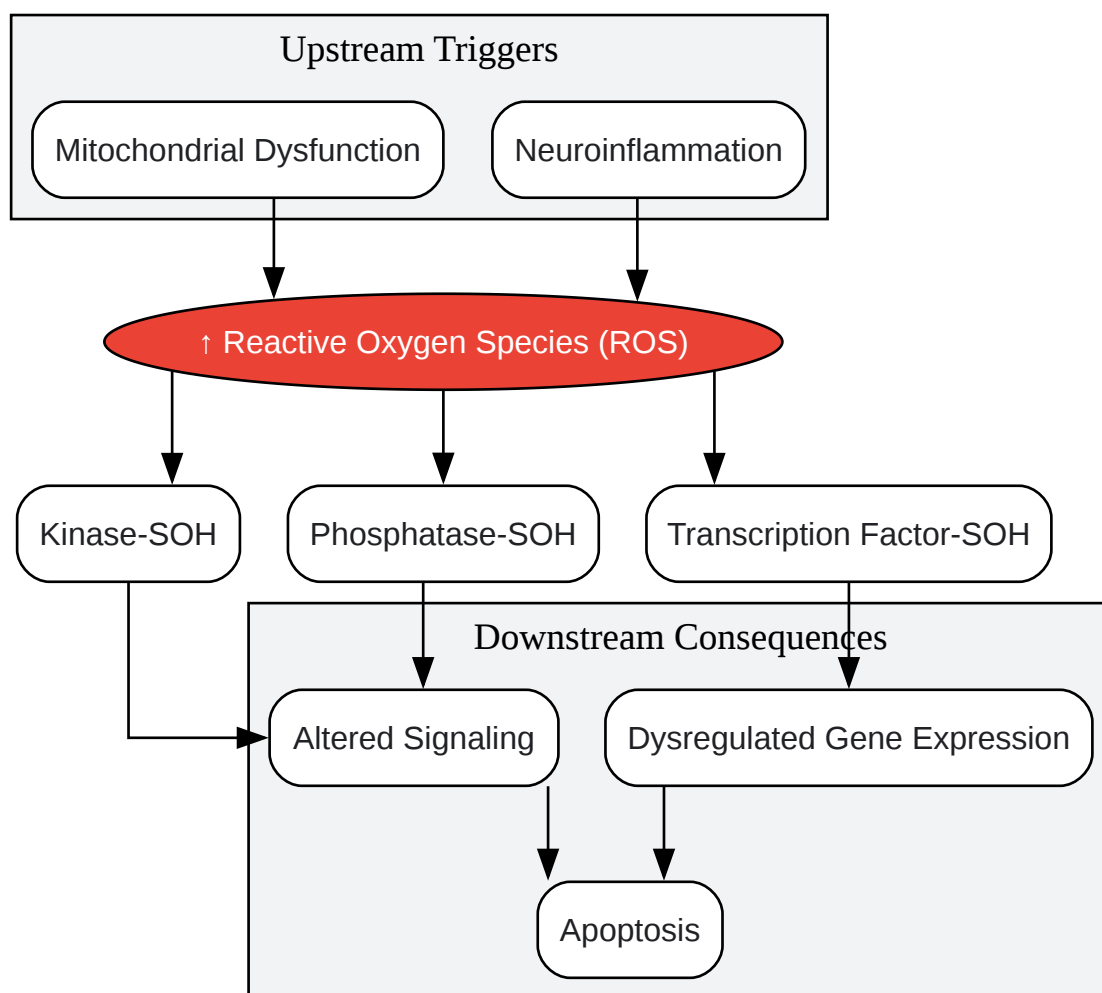 Upstream Triggers
Mitochondrial Dysfunction
Neuroinflammation
↑ Reactive Oxygen Species (ROS)
Kinase-SOH
Phosphatase-SOH
Transcription Factor-SOH
Downstream Consequences
Altered Signaling
Dysregulated Gene Expression
Apoptosis